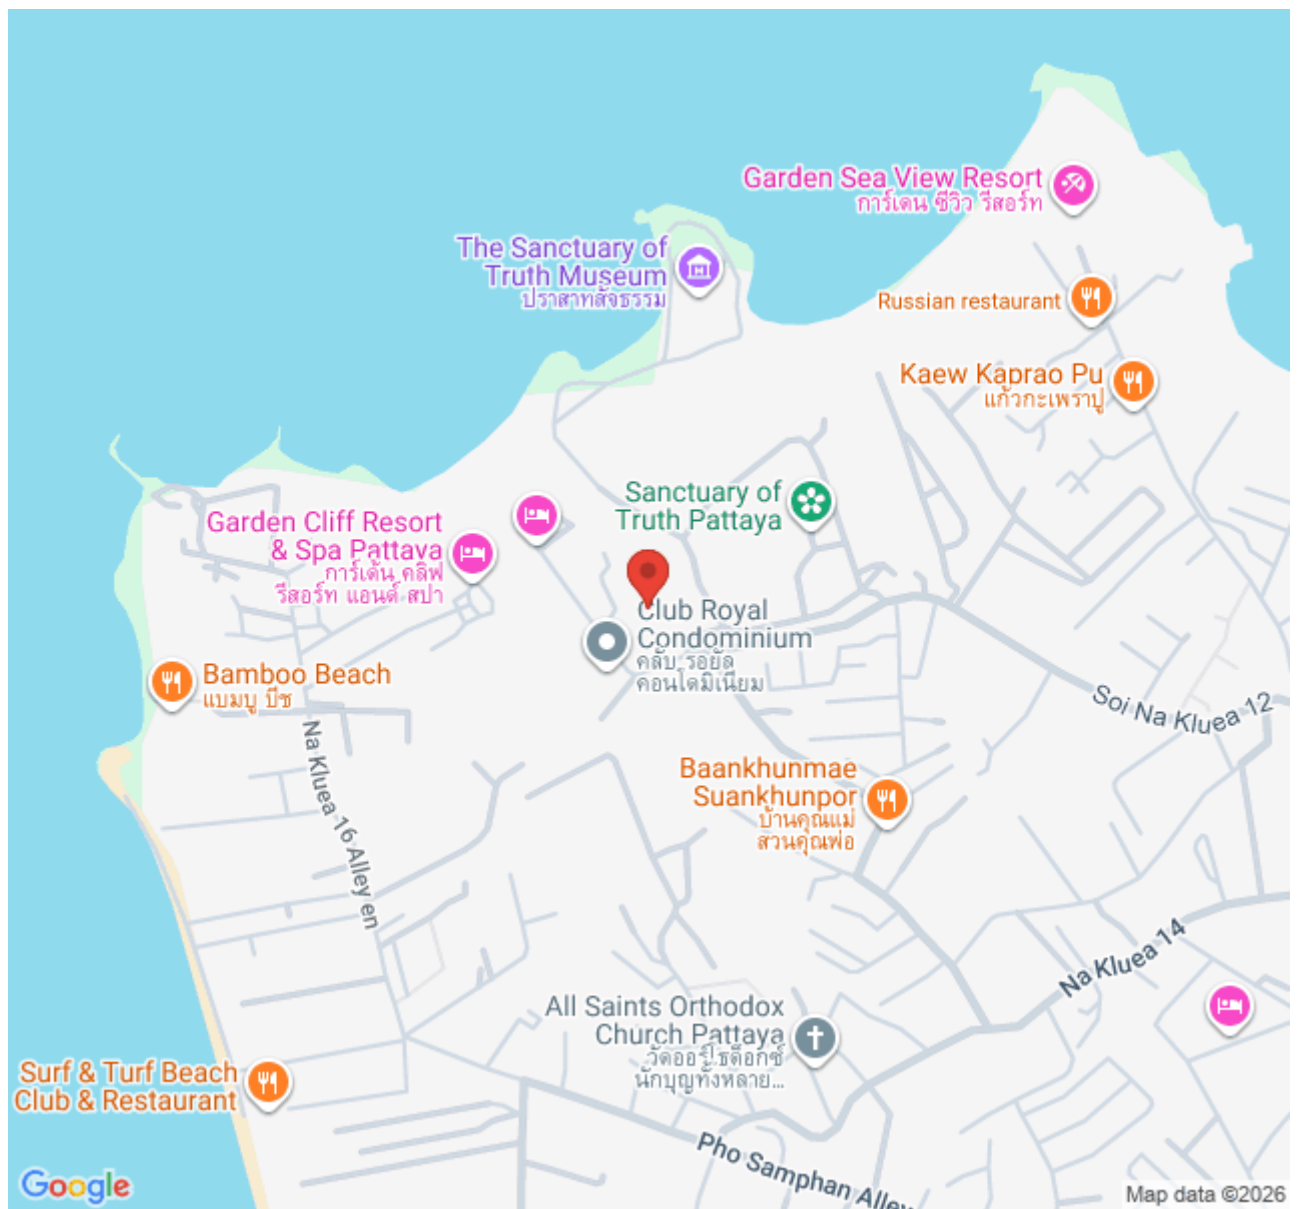 Garden Sea View Resort
การ์เดน ซีวิว รีสอร์ท
The Sanctuary of
Truth Museum
ปราสาทสัจธรรม
Russian restaurant
Kaew Kaprao Pu
แก้วกะเพราปู
Sanctuary of
Truth Pattaya
Garden Cliff Resort
& Spa Pattaya
การ์เด้น คลิฟ
รีสอร์ท แอนด์ สปา
Club Royal
Condominium
คลับ รอยัล
คอนโดมิเนียม
Bamboo Beach
แบมบู บีช
Soi Na Kluea 12
Na Kluea 16 Alley en
Baankhunmae
Suankhunpor
บ้านคุณแม่
สวนคุณพ่อ
Na Kluea 14
All Saints Orthodox
Church Pattaya
วัดออร์โธด็อกซ์
นักบุญทั้งหลาย...
Surf & Turf Beach
Club & Restaurant
Pho Samphan Alley
Google
Map data ©2026